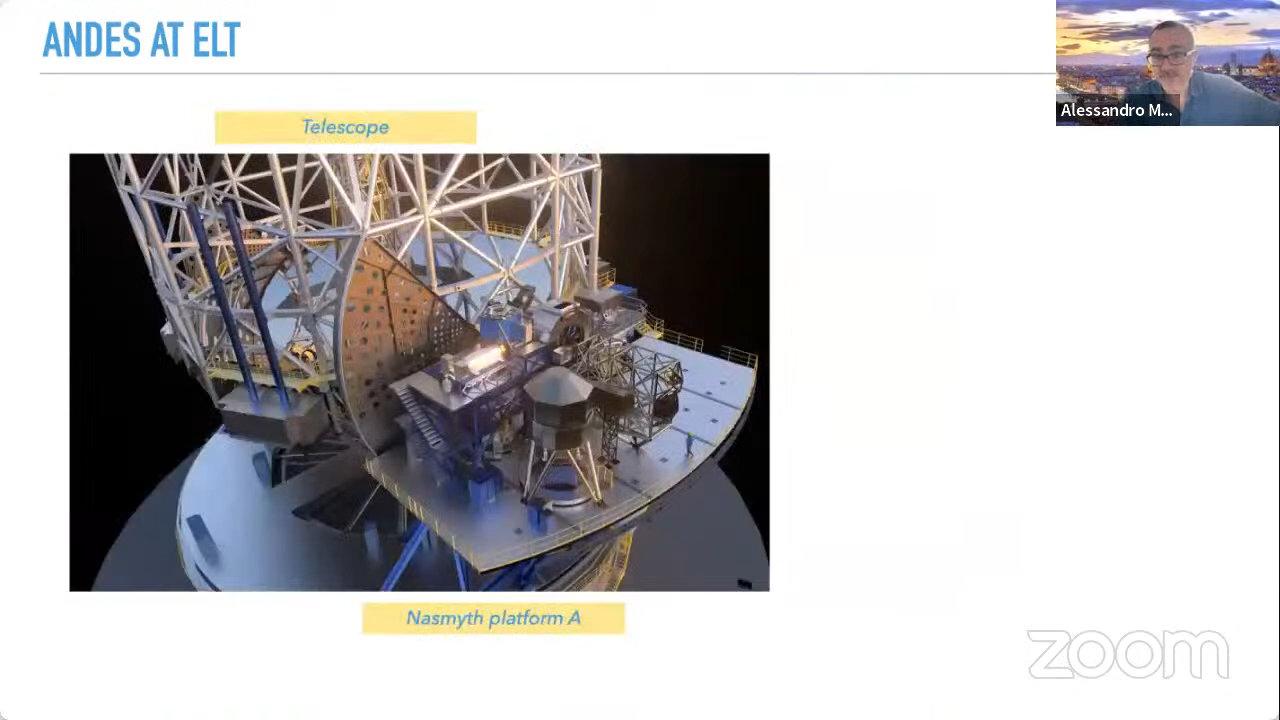 ANDES AT ELT
Alessandro M...
Telescope
Nasmyth platform A
zoom